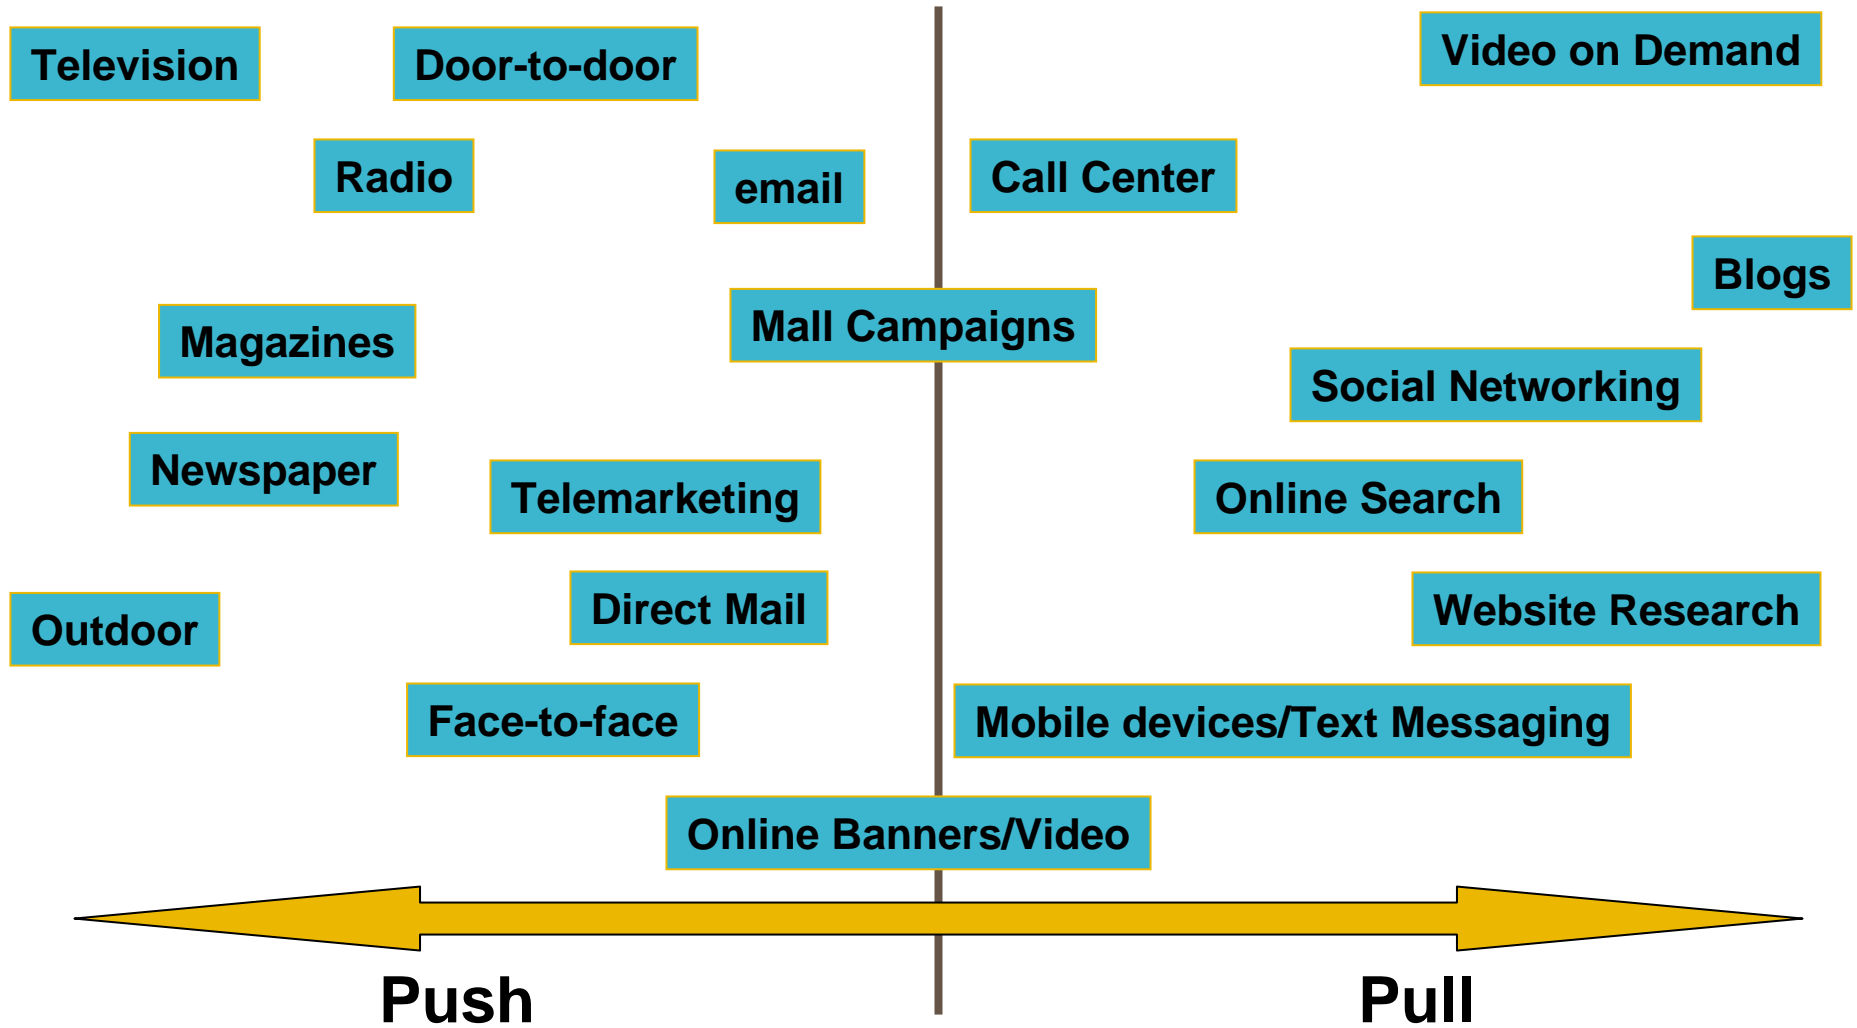 Television
Door-to-door
Video on Demand
Radio
email
Call Center
Blogs
Magazines
Mall Campaigns
Social Networking
Newspaper
Telemarketing
Online Search
Outdoor
Direct Mail
Website Research
Face-to-face
Mobile devices/Text Messaging
Online Banners/Video
Push
Pull